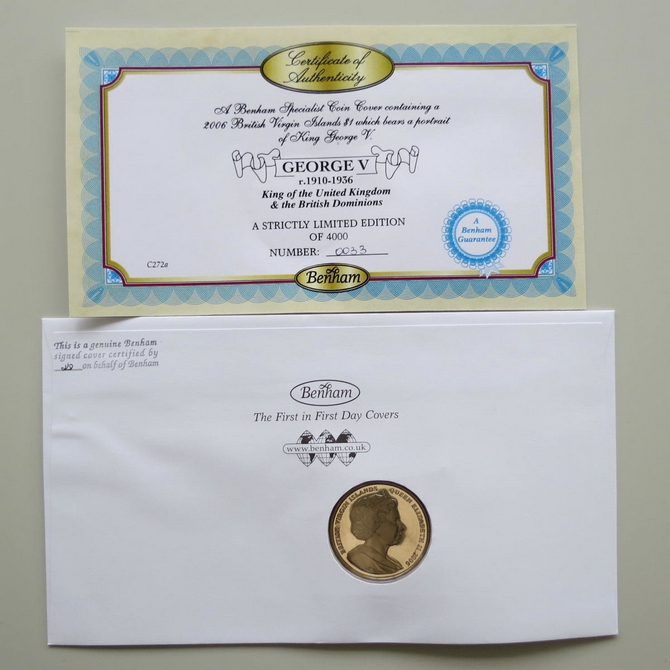 Certificate of
Authenticity
A Benham Specialist Coin Cover containing a
2006 British Virgin Islands $1 which bears a portrait
of King George V.
GEORGE V
r.1910-1936
King of the United Kingdom
& the British Dominions
A STRICTLY LIMITED EDITION
OF 4000
NUMBER: 0033
A
Benham
Guarantee
C272a
Benham
This is a genuine Benham
signed cover certified by
on behalf of Benham
Benham
The First in First Day Covers
www.benham.co.uk
BRITISH VIRGIN ISLANDS QUEEN ELIZABETH II 2006